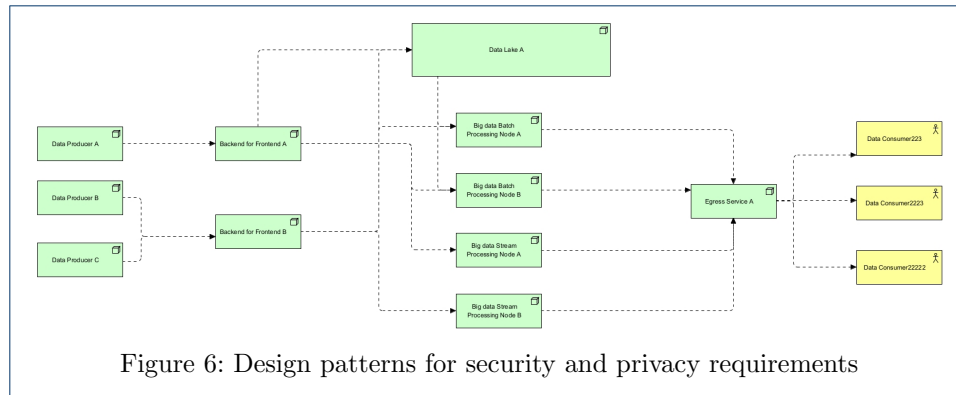 Data Lake A
Data Producer A
Backend for Frontend A
Big data Batch
Processing Node A
Data Consumer223
Data Producer B
Big data Batch
Processing Node B
Egress Service A
Data Consumer2223
Backend for Frontend B
Data Producer C
Big data Stream
Processing Node A
Data Consumer22222
Big data Stream
Processing Node B
Figure 6: Design patterns for security and privacy requirements